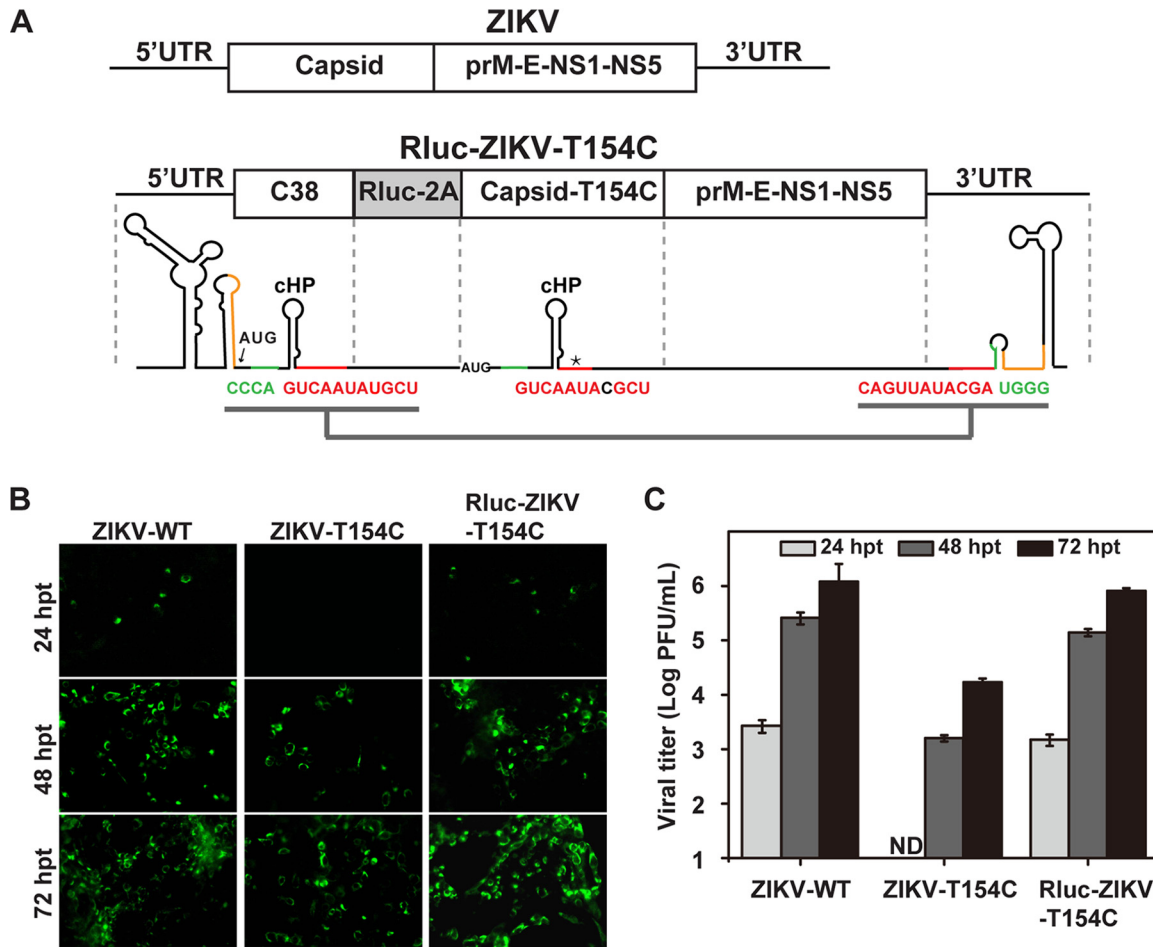 A
ZIKV
5'UTR
Capsid
prM-E-NS1-NS5
3'UTR
Rluc-ZIKV-T154C
5'UTR
C38
Rluc-2A
Capsid-T154C
prM-E-NS1-NS5
3'UTR
cHP
cHP
AUG
AUG
*
CCCA GUCAAUAUGCU
GUCAAUACGCU
CAGUUAUACGA UGGG
B
ZIKV-WT
ZIKV-T154C
Rluc-ZIKV
-T154C
24 hpt
48 hpt
72 hpt
C
24 hpt
48 hpt
72 hpt
Viral titer (Log PFU/mL)
6
5
4
3
2
1
ND
ZIKV-WT
ZIKV-T154C
Rluc-ZIKV
-T154C